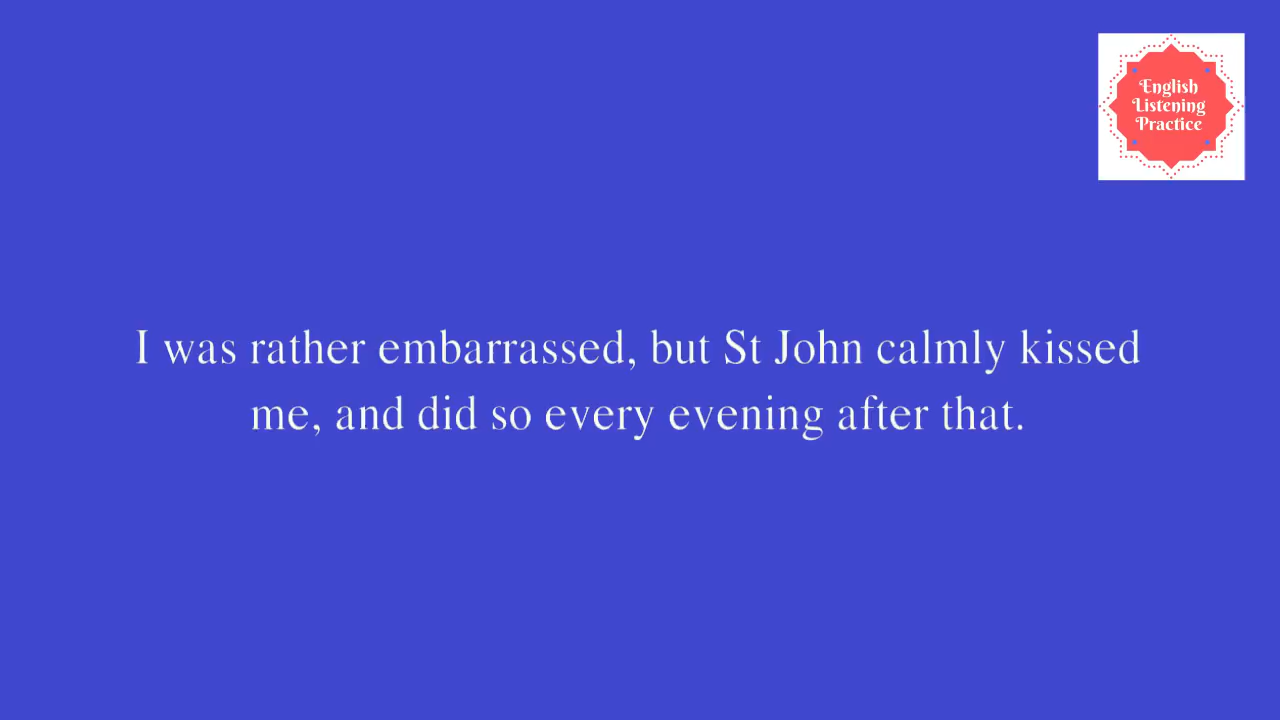 English
Listening
Practice
I was rather embarrassed, but St John calmly kissed
me, and did so every evening after that.